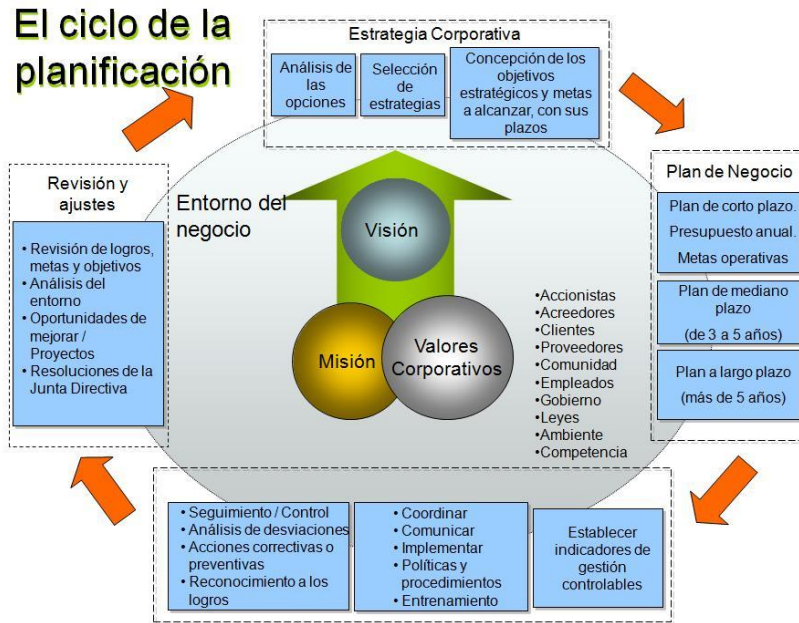 El ciclo de la
planificación
Estrategia Corporativa
Análisis de
las
opciones
Selección
de
estrategias
Concepción de los
objetivos
estratégicos y metas
a alcanzar, con sus
plazos
Plan de Negocio
Plan de corto plazo.
Presupuesto anual.
Metas operativas
Plan de mediano
plazo
(de 3 a 5 años)
Plan a largo plazo
(más de 5 años)
Revisión y
ajustes
• Revisión de logros,
metas y objetivos
• Análisis del
entorno
• Oportunidades de
mejorar /
Proyectos
• Resoluciones de la
Junta Directiva
Entorno del
negocio
Visión
Misión
Valores
Corporativos
•Accionistas
•Acreedores
•Clientes
•Proveedores
•Comunidad
•Empleados
•Gobierno
•Leyes
•Ambiente
•Competencia
• Seguimiento / Control
• Análisis de desviaciones
• Acciones correctivas o
preventivas
• Reconocimiento a los
logros
• Coordinar
• Comunicar
• Implementar
• Políticas y
procedimientos
• Entrenamiento
Establecer
indicadores de
gestión
controlables